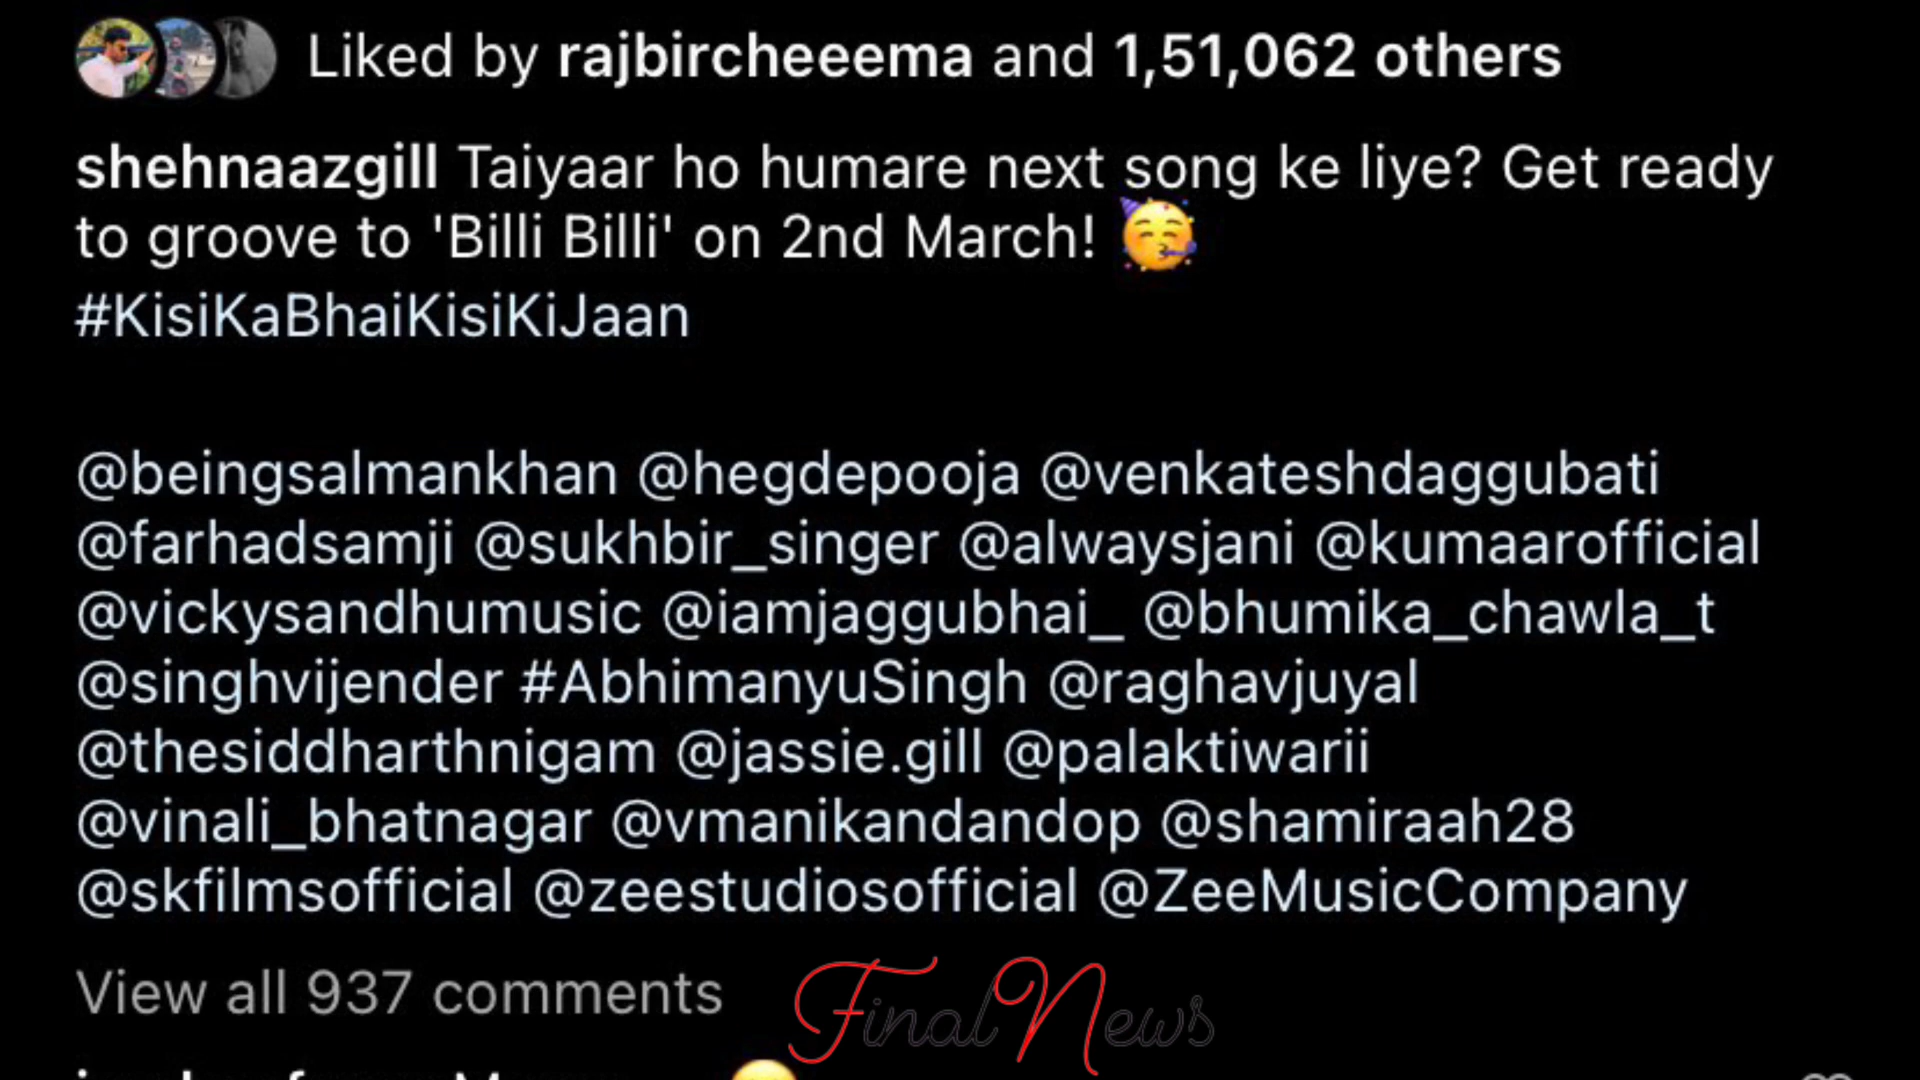 Liked by rajbircheeema and 1,51,062 others
shehnaazgill Taiyaar ho humare next song ke liye? Get ready
to groove to 'Billi Billi' on 2nd March! 🥳
#KisiKaBhaiKisiKiJaan
@beingsalmankhan @hegdepooja @venkateshdaggubati
@farhadsamji @sukhbir_singer @alwaysjani @kumaarofficial
@vickysandhumusic @iamjaggubhai_ @bhumika_chawla_t
@singhvijender #AbhimanyuSingh @raghavjuyal
@thesiddharthnigam @jassie.gill @palaktiwarii
@vinali_bhatnagar @vmanikandandop @shamiraah28
@skfilmsofficial @zeestudiosofficial @ZeeMusicCompany
View all 937 comments
Final News